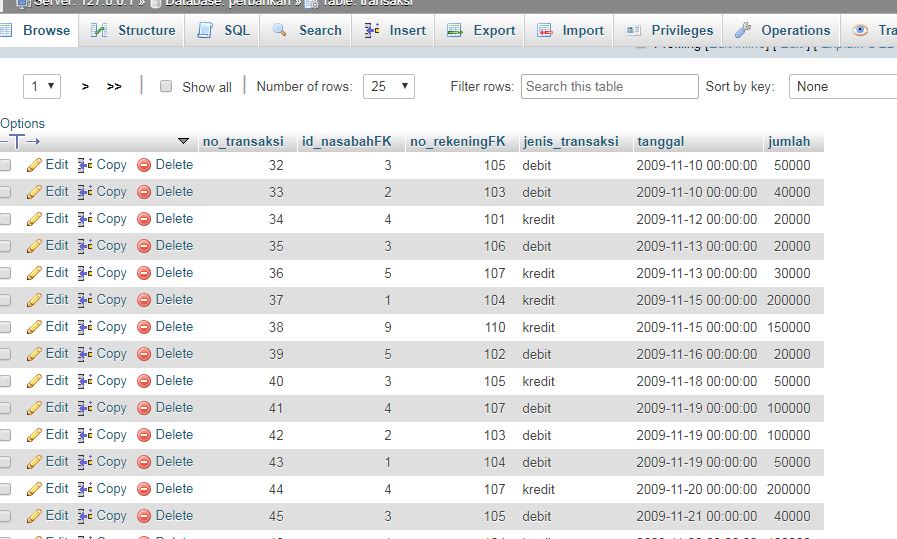 Server: 127.0.0.1 » Database: perbankan » Table: transaksi
Browse Structure SQL Search Insert Export Import Privileges Operations Tra
1 > >> Show all Number of rows: 25 Filter rows: Search this table Sort by key: None
Options
no_transaksi id_nasabahFK no_rekeningFK jenis_transaksi tanggal jumlah
Edit Copy Delete 32 3 105 debit 2009-11-10 00:00:00 50000
Edit Copy Delete 33 2 103 debit 2009-11-10 00:00:00 40000
Edit Copy Delete 34 4 101 kredit 2009-11-12 00:00:00 20000
Edit Copy Delete 35 3 106 debit 2009-11-13 00:00:00 20000
Edit Copy Delete 36 5 107 kredit 2009-11-13 00:00:00 30000
Edit Copy Delete 37 1 104 kredit 2009-11-15 00:00:00 200000
Edit Copy Delete 38 9 110 kredit 2009-11-15 00:00:00 150000
Edit Copy Delete 39 5 102 debit 2009-11-16 00:00:00 20000
Edit Copy Delete 40 3 105 kredit 2009-11-18 00:00:00 50000
Edit Copy Delete 41 4 107 debit 2009-11-19 00:00:00 100000
Edit Copy Delete 42 2 103 debit 2009-11-19 00:00:00 100000
Edit Copy Delete 43 1 104 debit 2009-11-19 00:00:00 50000
Edit Copy Delete 44 4 107 kredit 2009-11-20 00:00:00 200000
Edit Copy Delete 45 3 105 debit 2009-11-21 00:00:00 40000